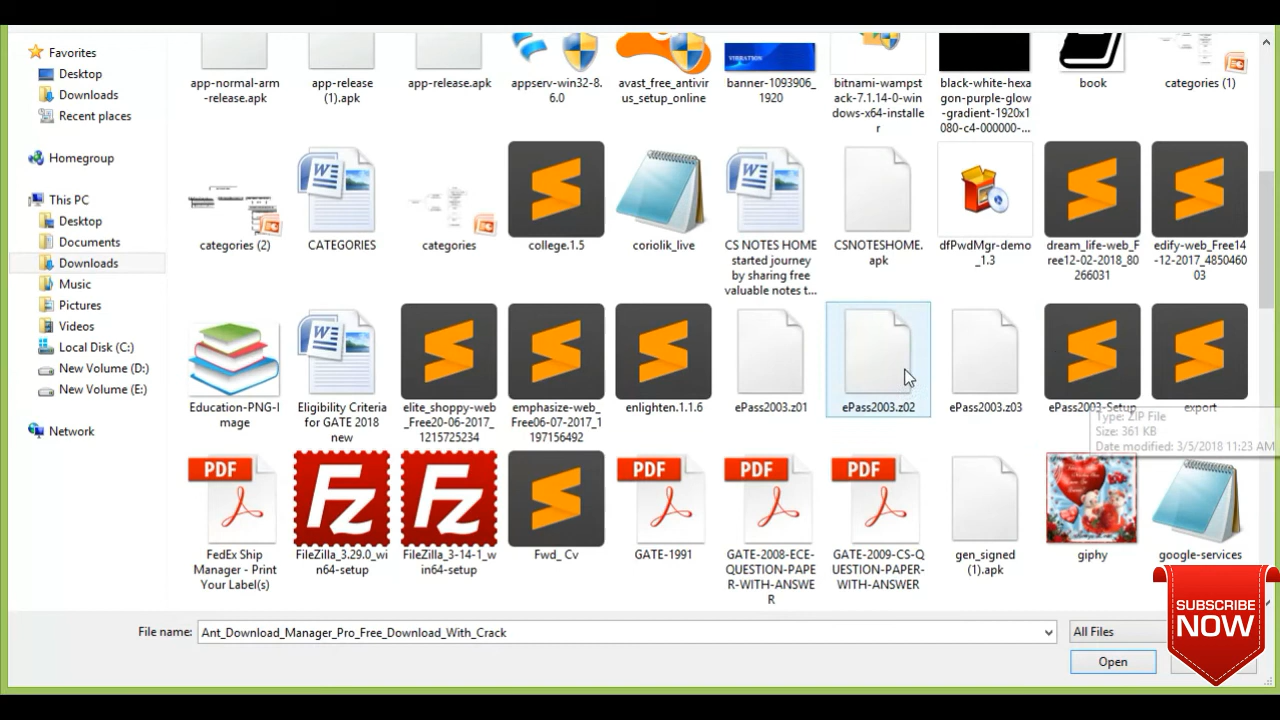 Favorites
Desktop
Downloads
Recent places
Homegroup
This PC
Desktop
Documents
Downloads
Music
Pictures
Videos
Local Disk (C:)
New Volume (D:)
New Volume (E:)
Network
app-normal-arm
-release.apk
app-release
(1).apk
app-release.apk
appserv-win32-8.
6.0
avast_free_antivir
us_setup_online
VIBRATION
banner-1093906_
1920
bitnami-wampst
ack-7.1.14-0-win
dows-x64-installe
r
black-white-hexa
gon-purple-glow
-gradient-1920x1
080-c4-000000-...
book
categories (1)
categories (2)
CATEGORIES
categories
college.1.5
coriolik_live
CS NOTES HOME
started journey
by sharing free
valuable notes t...
CSNOTESHOME.
apk
dfPwdMgr-demo
_1.3
dream_life-web_F
ree12-02-2018_80
266031
edify-web_Free14
-12-2017_4850460
03
Education-PNG-I
mage
Eligibility Criteria
for GATE 2018
new
elite_shoppy-web
_Free20-06-2017_
1215725234
emphasize-web_
Free06-07-2017_1
197156492
enlighten.1.1.6
ePass2003.z01
ePass2003.z02
ePass2003.z03
ePass2003-Setup
export
Type: ZIP File
Size: 361 KB
Date modified: 3/5/2018 11:23 AM
PDF
FedEx Ship
Manager - Print
Your Label(s)
Fz
FileZilla_3.29.0_wi
n64-setup
Fz
FileZilla_3-14-1_w
in64-setup
Fwd_ Cv
PDF
GATE-1991
PDF
GATE-2008-ECE-
QUESTION-PAPE
R-WITH-ANSWE
R
PDF
GATE-2009-CS-Q
UESTION-PAPER
-WITH-ANSWER
gen_signed
(1).apk
giphy
google-services
File name:
Ant_Download_Manager_Pro_Free_Download_With_Crack
All Files
Open
SUBSCRIBE
NOW